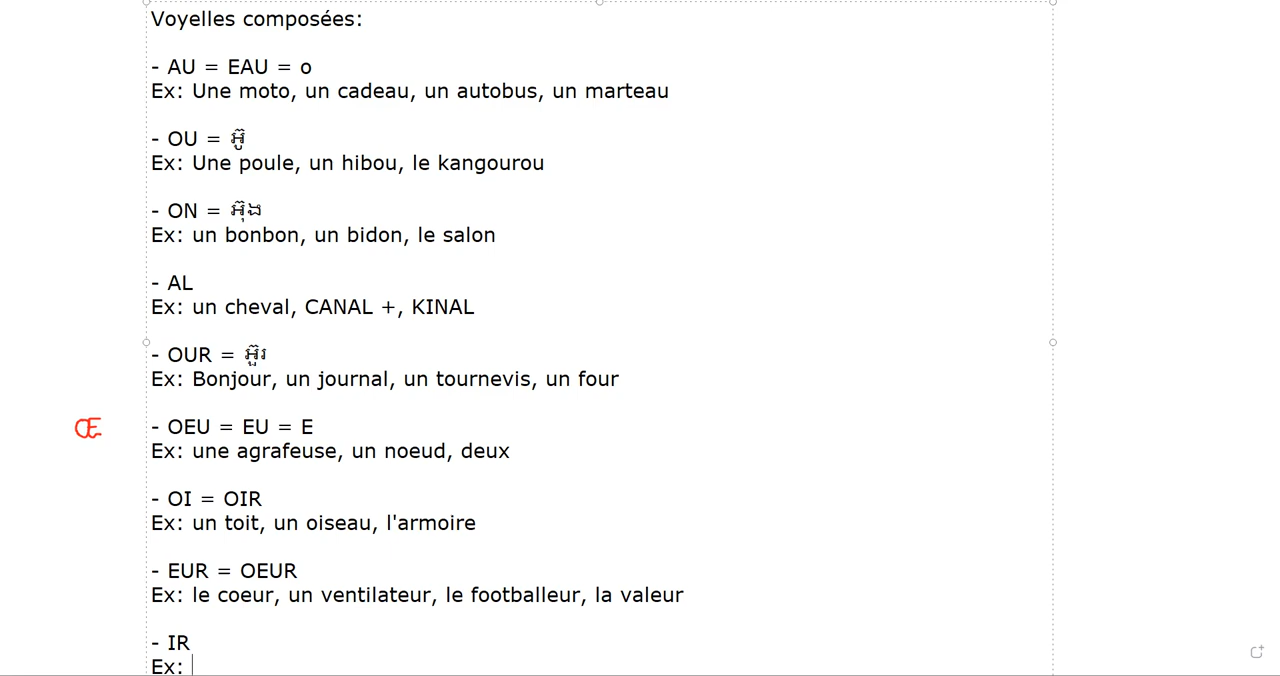 Voyelles composées:
- AU = EAU = o
Ex: Une moto, un cadeau, un autobus, un marteau
- OU = អ៊ូ
Ex: Une poule, un hibou, le kangourou
- ON = អ៊ុង
Ex: un bonbon, un bidon, le salon
- AL
Ex: un cheval, CANAL +, KINAL
- OUR = អ៊ួរ
Ex: Bonjour, un journal, un tournevis, un four
Œ - OEU = EU = E
Ex: une agrafeuse, un noeud, deux
- OI = OIR
Ex: un toit, un oiseau, l'armoire
- EUR = OEUR
Ex: le coeur, un ventilateur, le footballeur, la valeur
- IR
Ex: